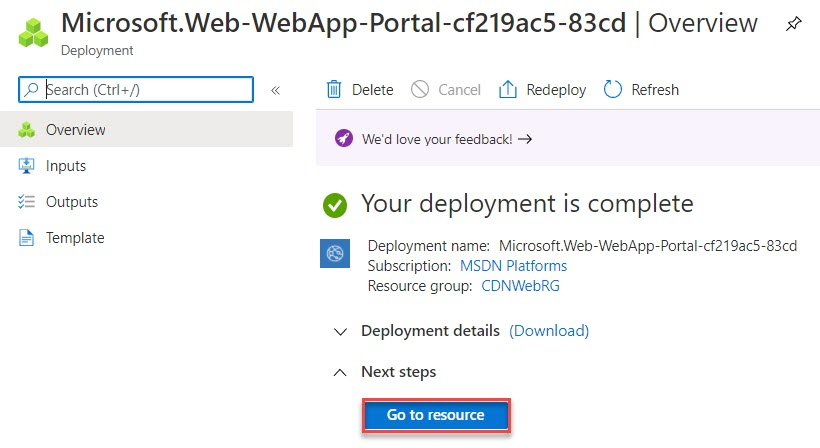 Microsoft.Web-WebApp-Portal-cf219ac5-83cd | Overview
Deployment
Search (Ctrl+/)
«
Overview
Inputs
Outputs
Template
Delete
Cancel
Redeploy
Refresh
We'd love your feedback! →
Your deployment is complete
Deployment name: Microsoft.Web-WebApp-Portal-cf219ac5-83cd
Subscription: MSDN Platforms
Resource group: CDNWebRG
Deployment details (Download)
Next steps
Go to resource